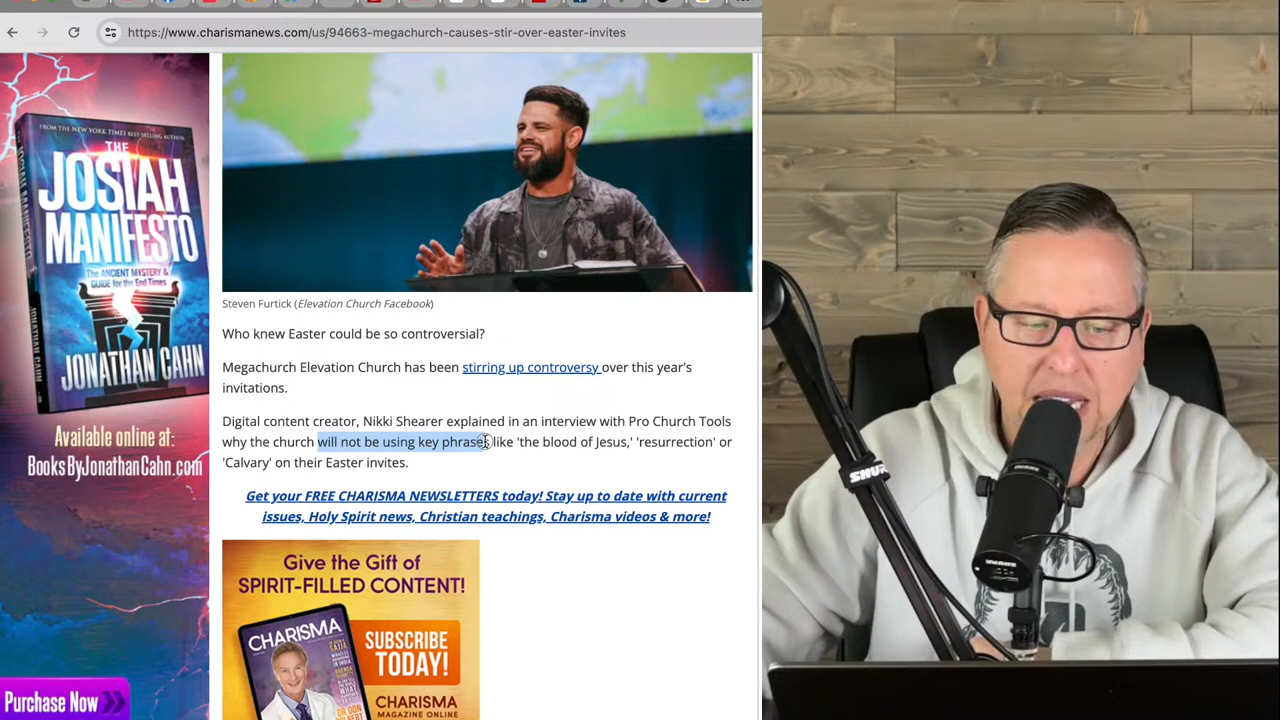 https://www.charismanews.com/us/94663-megachurch-causes-stir-over-easter-invites
FROM THE NEW YORK TIMES BEST-SELLING AUTHOR
THE
JOSIAH
MANIFESTO
The ANCIENT MYSTERY &
GUIDE for the END TIMES
JONATHAN CAHN
JONATHAN CAHN
Available online at:
BooksByJonathanCahn.com
Purchase Now
Steven Furtick (Elevation Church Facebook)
Who knew Easter could be so controversial?
Megachurch Elevation Church has been stirring up controversy over this year's
invitations.
Digital content creator, Nikki Shearer explained in an interview with Pro Church Tools
why the church will not be using key phrases like 'the blood of Jesus,' 'resurrection' or
'Calvary' on their Easter invites.
Get your FREE CHARISMA NEWSLETTERS today! Stay up to date with current
issues, Holy Spirit news, Christian teachings, Charisma videos & more!
Give the Gift of
SPIRIT-FILLED CONTENT!
CHARISMA
SUBSCRIBE
TODAY!
CHARISMA
MAGAZINE ONLINE
SHURE